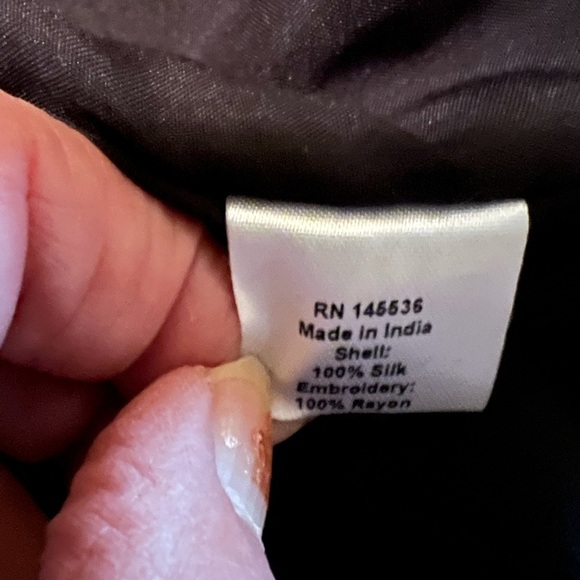 RN 145536
Made in India
Shell:
100% Silk
Embroidery:
100% Rayon